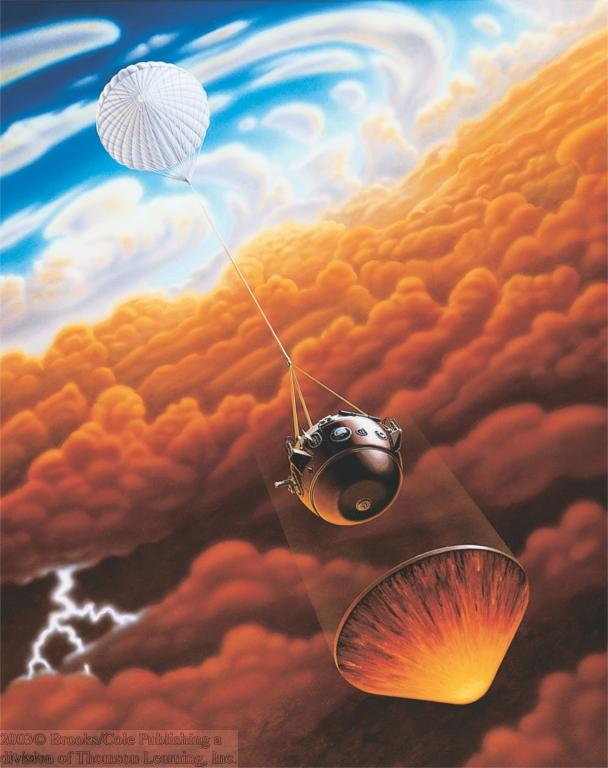 2003© Brooks/Cole Publishing a
division of Thomson Learning, Inc.